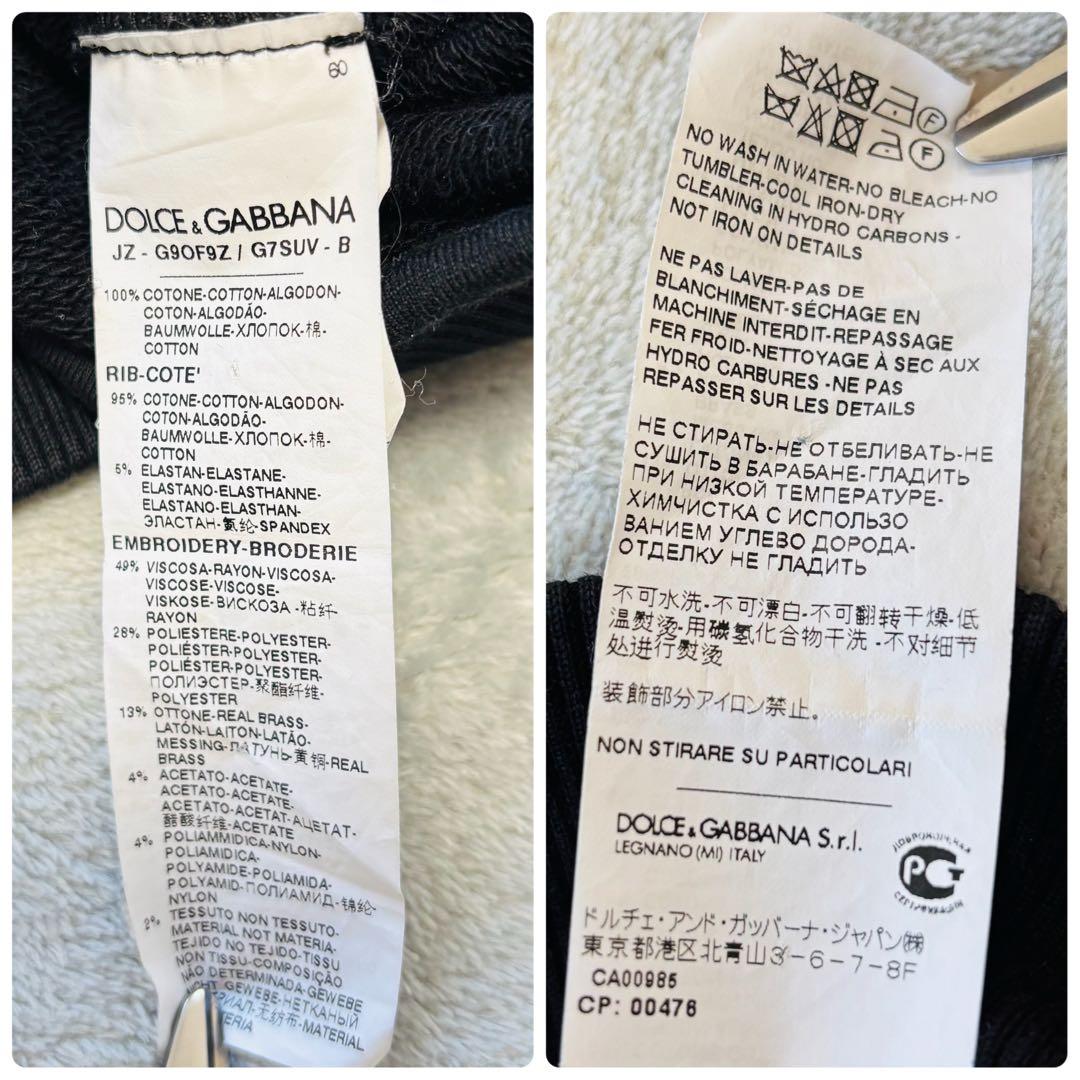 60
DOLCE & GABBANA
JZ - G9OF9Z / G7SUV - B
100% COTONE-COTTON-ALGODON-
COTON-ALGODÃO-
BAUMWOLLE-ХЛОПОК-棉-
COTTON
RIB-COTE'
95% COTONE-COTTON-ALGODON-
COTON-ALGODÃO-
BAUMWOLLE-ХЛОПОК-棉-
COTTON
5% ELASTAN-ELASTANE-
ELASTANO-ELASTHANNE-
ELASTANO-ELASTHAN-
ЭЛАСТАН-氨纶-SPANDEX
EMBROIDERY-BRODERIE
49% VISCOSA-RAYON-VISCOSA-
VISCOSE-VISCOSE-
VISKOSE-ВИСКОЗА-粘纤-
RAYON
28% POLIESTERE-POLYESTER-
POLIÉSTER-POLYESTER-
POLIÉSTER-POLYESTER-
ПОЛИЭСТЕР-聚酯纤维-
POLYESTER
13% OTTONE-REAL BRASS-
LATÓN-LAITON-LATÃO-
MESSING-ЛАТУНЬ-黄铜-REAL
BRASS
4% ACETATO-ACETATE-
ACETATO-ACETATE-
ACETATO-ACETAT-АЦЕТАТ-
醋酸纤维-ACETATE
4% POLIAMMIDICA-NYLON-
POLIAMIDICA-
POLYAMIDE-POLIAMIDA-
POLYAMID-ПОЛИАМИД-锦纶-
NYLON
2% TESSUTO NON TESSUTO-
MATERIAL NOT MATERIA-
TEJIDO NO TEJIDO-TISSU
NON TISSU-COMPOSIÇÃO
NÃO DETERMINADA-GEWEBE
NICHT GEWEBE-НЕТКАНЫЙ
РИАЛ-无纺布-MATERIAL
TERIA
F
F
NO WASH IN WATER-NO BLEACH-NO
TUMBLER-COOL IRON-DRY
CLEANING IN HYDRO CARBONS -
NOT IRON ON DETAILS
NE PAS LAVER-PAS DE
BLANCHIMENT-SÉCHAGE EN
MACHINE INTERDIT-REPASSAGE
FER FROID-NETTOYAGE À SEC AUX
HYDRO CARBURES -NE PAS
REPASSER SUR LES DETAILS
НЕ СТИРАТЬ-НЕ ОТБЕЛИВАТЬ-НЕ
СУШИТЬ В БАРАБАНЕ-ГЛАДИТЬ
ПРИ НИЗКОЙ ТЕМПЕРАТУРЕ-
ХИМЧИСТКА С ИСПОЛЬЗО
ВАНИЕМ УГЛЕВО ДОРОДА-
ОТДЕЛКУ НЕ ГЛАДИТЬ
不可水洗-不可漂白-不可翻转干燥-低
温熨烫-用碳氢化合物干洗 -不对细节
处进行熨烫
装飾部分アイロン禁止。
NON STIRARE SU PARTICOLARI
DOLCE & GABBANA S.r.l.
LEGNANO (MI) ITALY
ДОБРОВОЛЬНАЯ
РСТ
СЕРТИФИКАЦИЯ
ドルチェ・アンド・ガッバーナ・ジャパン㈱
東京都港区北青山3-6-7-8F
CA00985
CP: 00476